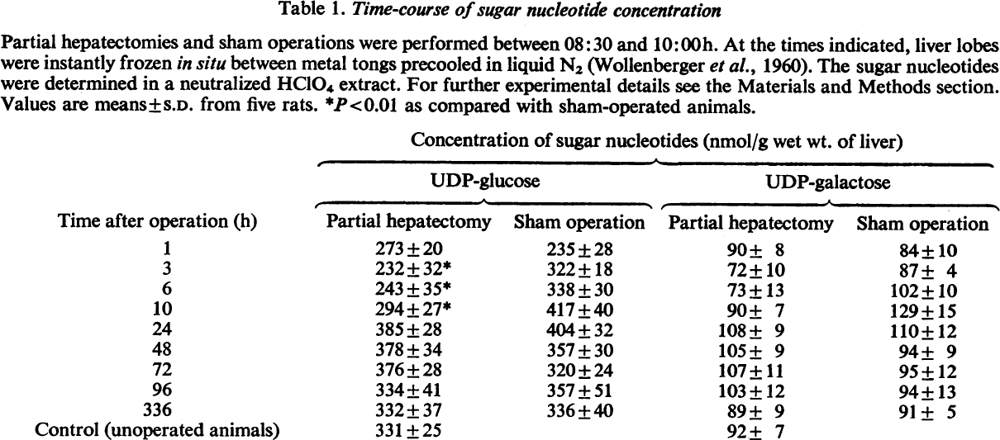 Table 1. Time-course of sugar nucleotide concentration
Partial hepatectomies and sham operations were performed between 08:30 and 10:00h. At the times indicated, liver lobes
were instantly frozen in situ between metal tongs precooled in liquid N₂ (Wollenberger et al., 1960). The sugar nucleotides
were determined in a neutralized HClO₄ extract. For further experimental details see the Materials and Methods section.
Values are means±S.D. from five rats. *P<0.01 as compared with sham-operated animals.
Concentration of sugar nucleotides (nmol/g wet wt. of liver)
UDP-glucose UDP-galactose
Time after operation (h) Partial hepatectomy Sham operation Partial hepatectomy Sham operation
1 273±20 235±28 90± 8 84±10
3 232±32* 322±18 72±10 87± 4
6 243±35* 338±30 73±13 102±10
10 294±27* 417±40 90± 7 129±15
24 385±28 404±32 108± 9 110±12
48 378±34 357±30 105± 9 94± 9
72 376±28 320±24 107±11 95±12
96 334±41 357±51 103±12 94±13
336 332±37 336±40 89± 9 91± 5
Control (unoperated animals) 331±25 92± 7